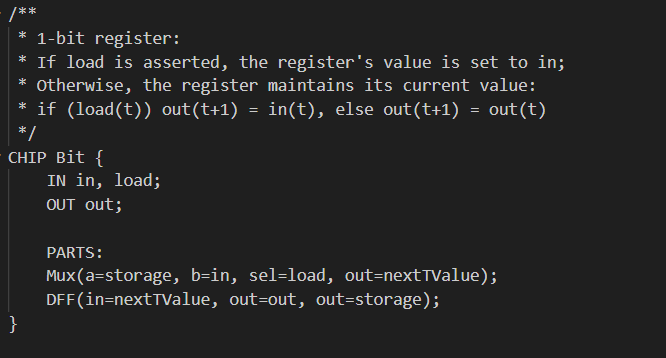 /**
 * 1-bit register:
 * If load is asserted, the register's value is set to in;
 * Otherwise, the register maintains its current value:
 * if (load(t)) out(t+1) = in(t), else out(t+1) = out(t)
 */
CHIP Bit {
    IN in, load;
    OUT out;

    PARTS:
    Mux(a=storage, b=in, sel=load, out=nextTValue);
    DFF(in=nextTValue, out=out, out=storage);
}